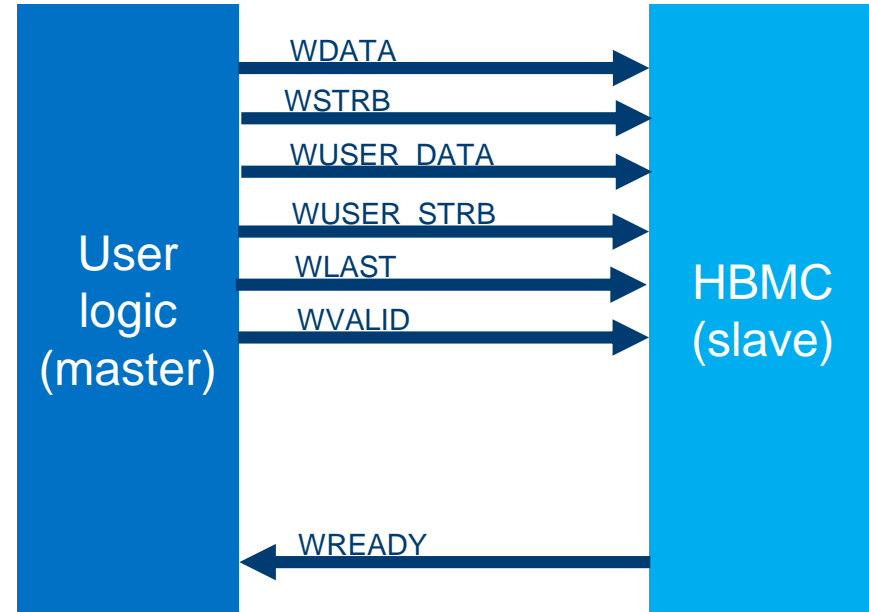 WDATA
WSTRB
WUSER_DATA
WUSER_STRB
WLAST
WVALID
User
logic
(master)
HBMC
(slave)
WREADY